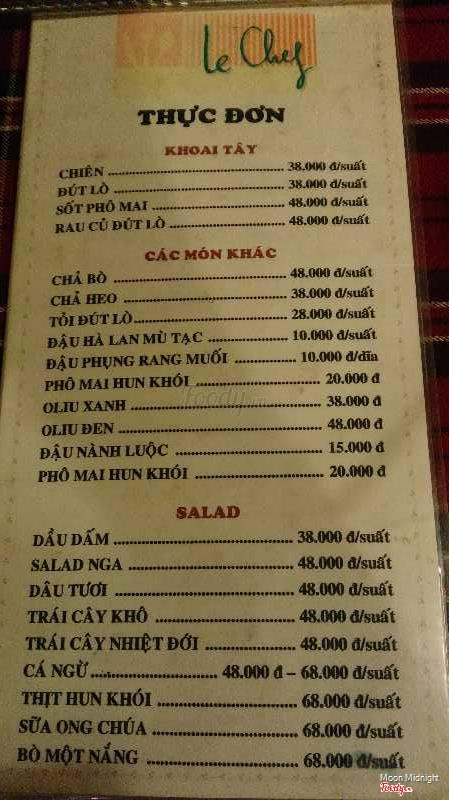 Le Chef
THỰC ĐƠN
KHOAI TÂY
CHIÊN ........ 38.000 đ/suất
ĐÚT LÒ ........ 38.000 đ/suất
SỐT PHÔ MAI ........ 48.000 đ/suất
RAU CỦ ĐÚT LÒ ........ 48.000 đ/suất
CÁC MÓN KHÁC
CHẢ BÒ ........ 48.000 đ/suất
CHẢ HEO ........ 38.000 đ/suất
TỎI ĐÚT LÒ ........ 28.000 đ/suất
ĐẬU HÀ LAN MÙ TẠC ........ 10.000 đ/suất
ĐẬU PHỤNG RANG MUỐI ........ 10.000 đ/dĩa
PHÔ MAI HUN KHÓI ........ 20.000 đ
OLIU XANH ........ 38.000 đ
OLIU ĐEN ........ 48.000 đ
ĐẬU NÀNH LUỘC ........ 15.000 đ
PHÔ MAI HUN KHÓI ........ 20.000 đ
SALAD
DẦU DẤM ........ 38.000 đ/suất
SALAD NGA ........ 48.000 đ/suất
DÂU TƯƠI ........ 48.000 đ/suất
TRÁI CÂY KHÔ ........ 48.000 đ/suất
TRÁI CÂY NHIỆT ĐỚI ........ 48.000 đ/suất
CÁ NGỪ ........ 48.000 đ – 68.000 đ/suất
THỊT HUN KHÓI ........ 68.000 đ/suất
SỮA ONG CHÚA ........ 68.000 đ/suất
BÒ MỘT NẮNG ........ 68.000 đ/suất
Moon Midnight
Foody.vn